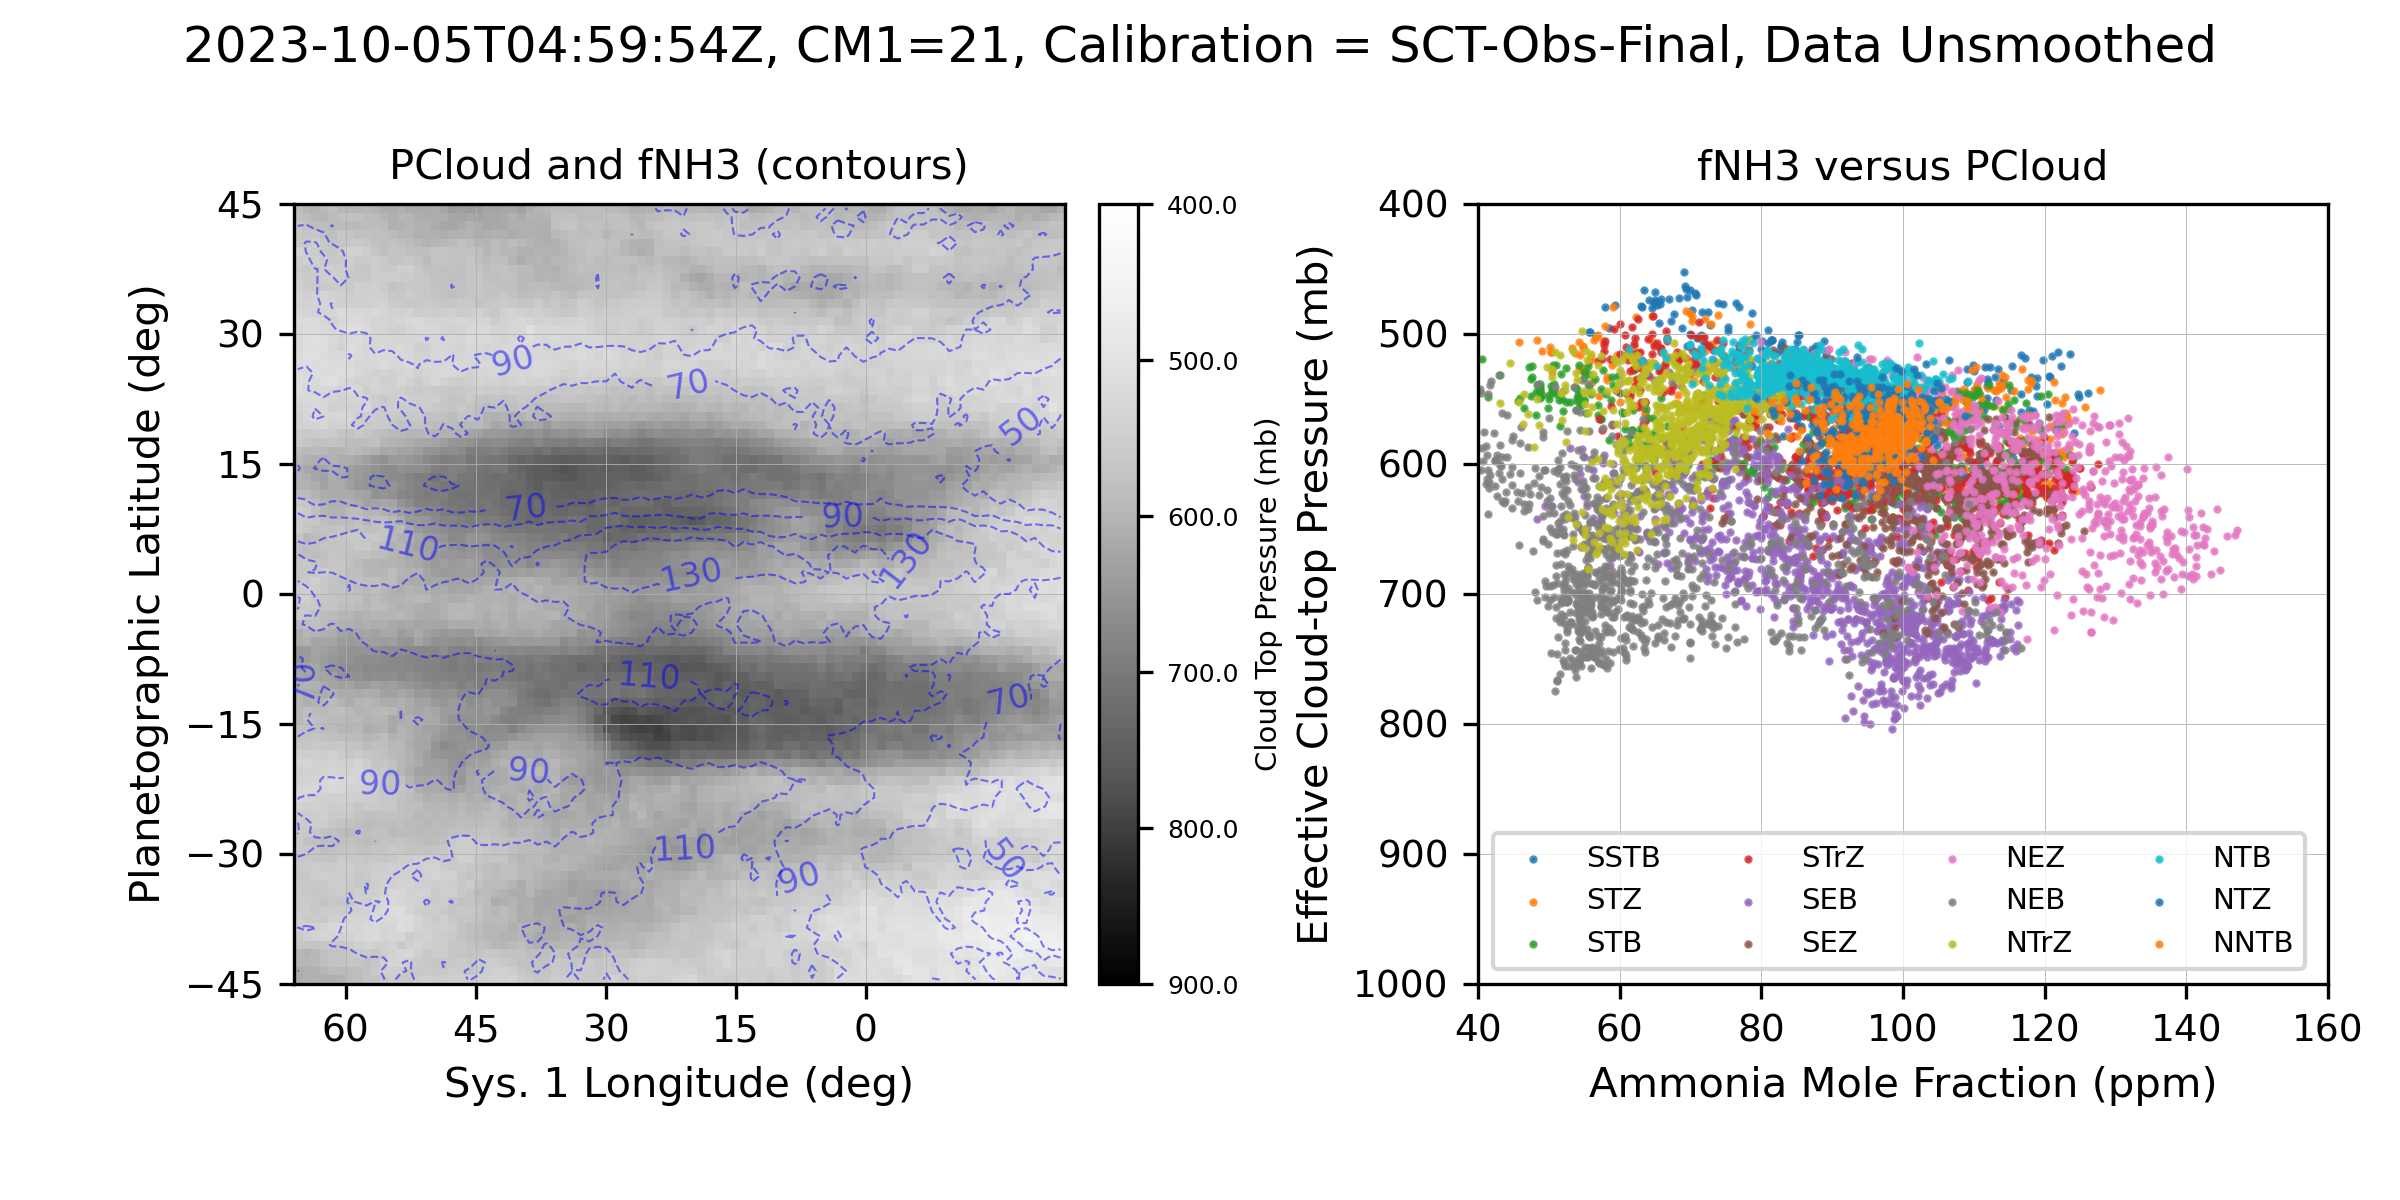 2023-10-05T04:59:54Z, CM1=21, Calibration = SCT-Obs-Final, Data Unsmoothed
PCloud and fNH3 (contours)
45
30
15
0
−15
−30
−45
Planetographic Latitude (deg)
60
45
30
15
0
Sys. 1 Longitude (deg)
90
70
50
70
90
110
130
130
110
70
70
90
90
110
90
50
400.0
500.0
600.0
700.0
800.0
900.0
Cloud Top Pressure (mb)
fNH3 versus PCloud
400
500
600
700
800
900
1000
Effective Cloud-top Pressure (mb)
40
60
80
100
120
140
160
Ammonia Mole Fraction (ppm)
SSTB
STZ
STB
STrZ
SEB
SEZ
NEZ
NEB
NTrZ
NTB
NTZ
NNTB